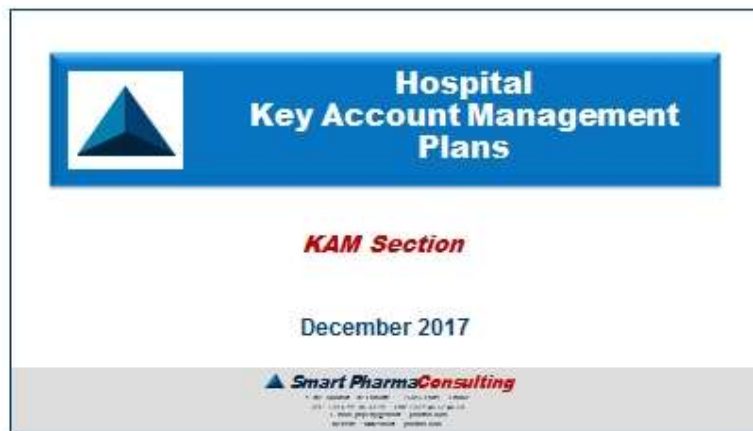 Hospital
Key Account Management
Plans
KAM Section
December 2017
Smart PharmaConsulting